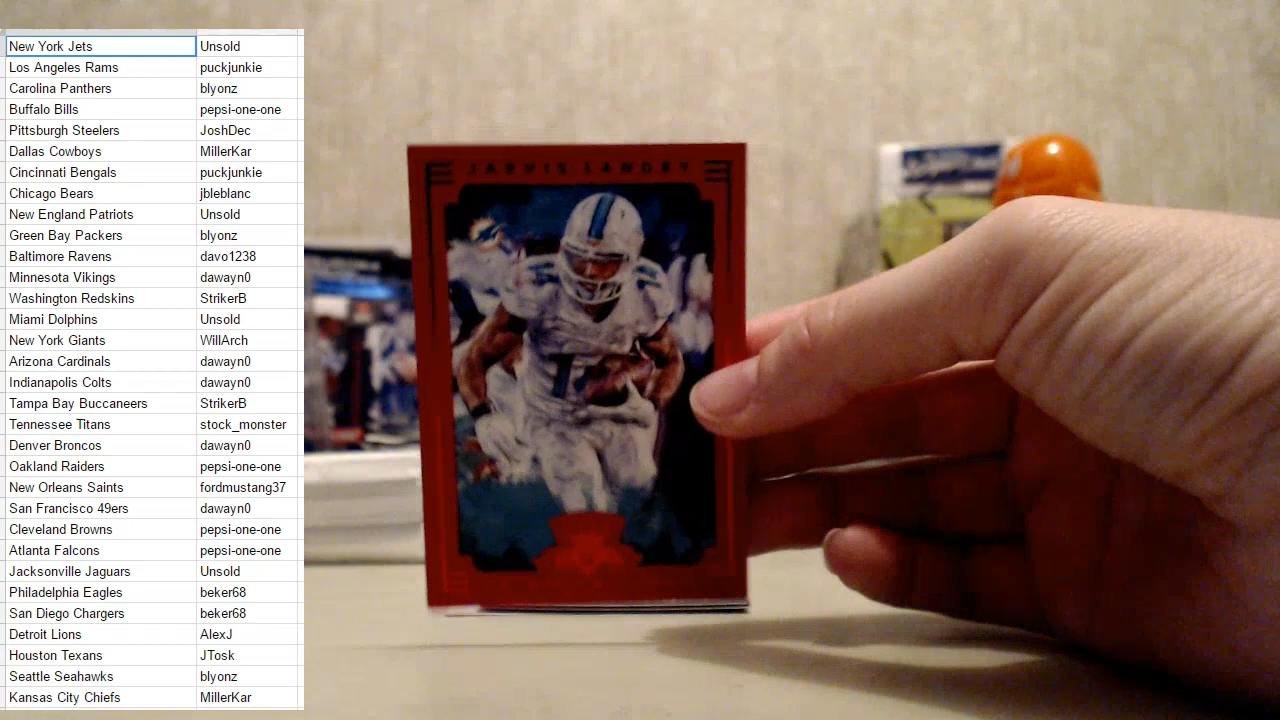 New York Jets Unsold
Los Angeles Rams puckjunkie
Carolina Panthers blyonz
Buffalo Bills pepsi-one-one
Pittsburgh Steelers JoshDec
Dallas Cowboys MillerKar
Cincinnati Bengals puckjunkie
Chicago Bears jbleblanc
New England Patriots Unsold
Green Bay Packers blyonz
Baltimore Ravens davo1238
Minnesota Vikings dawayn0
Washington Redskins StrikerB
Miami Dolphins Unsold
New York Giants WillArch
Arizona Cardinals dawayn0
Indianapolis Colts dawayn0
Tampa Bay Buccaneers StrikerB
Tennessee Titans stock_monster
Denver Broncos dawayn0
Oakland Raiders pepsi-one-one
New Orleans Saints fordmustang37
San Francisco 49ers dawayn0
Cleveland Browns pepsi-one-one
Atlanta Falcons pepsi-one-one
Jacksonville Jaguars Unsold
Philadelphia Eagles beker68
San Diego Chargers beker68
Detroit Lions AlexJ
Houston Texans JTosk
Seattle Seahawks blyonz
Kansas City Chiefs MillerKar
JARVIS LANDRY